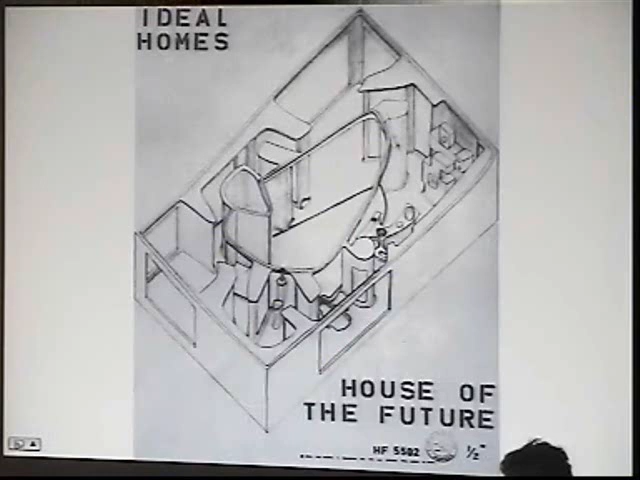 IDEAL
HOMES
HOUSE OF
THE FUTURE
HF 5502 1/2"